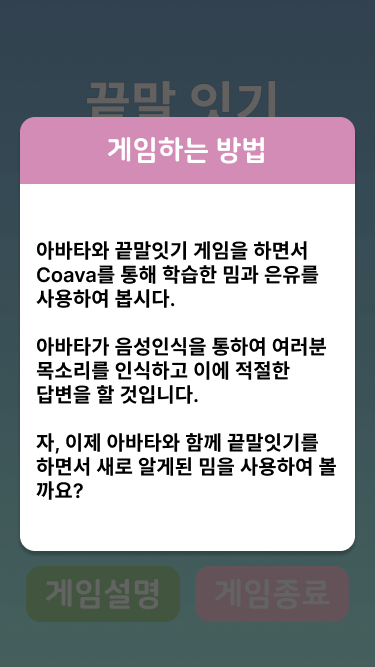 끝말 잇기
게임하는 방법
아바타와 끝말잇기 게임을 하면서
Coava를 통해 학습한 밈과 은유를
사용하여 봅시다.
아바타가 음성인식을 통하여 여러분
목소리를 인식하고 이에 적절한
답변을 할 것입니다.
자, 이제 아바타와 함께 끝말잇기를
하면서 새로 알게된 밈을 사용하여 볼
까요?
게임설명
게임종료